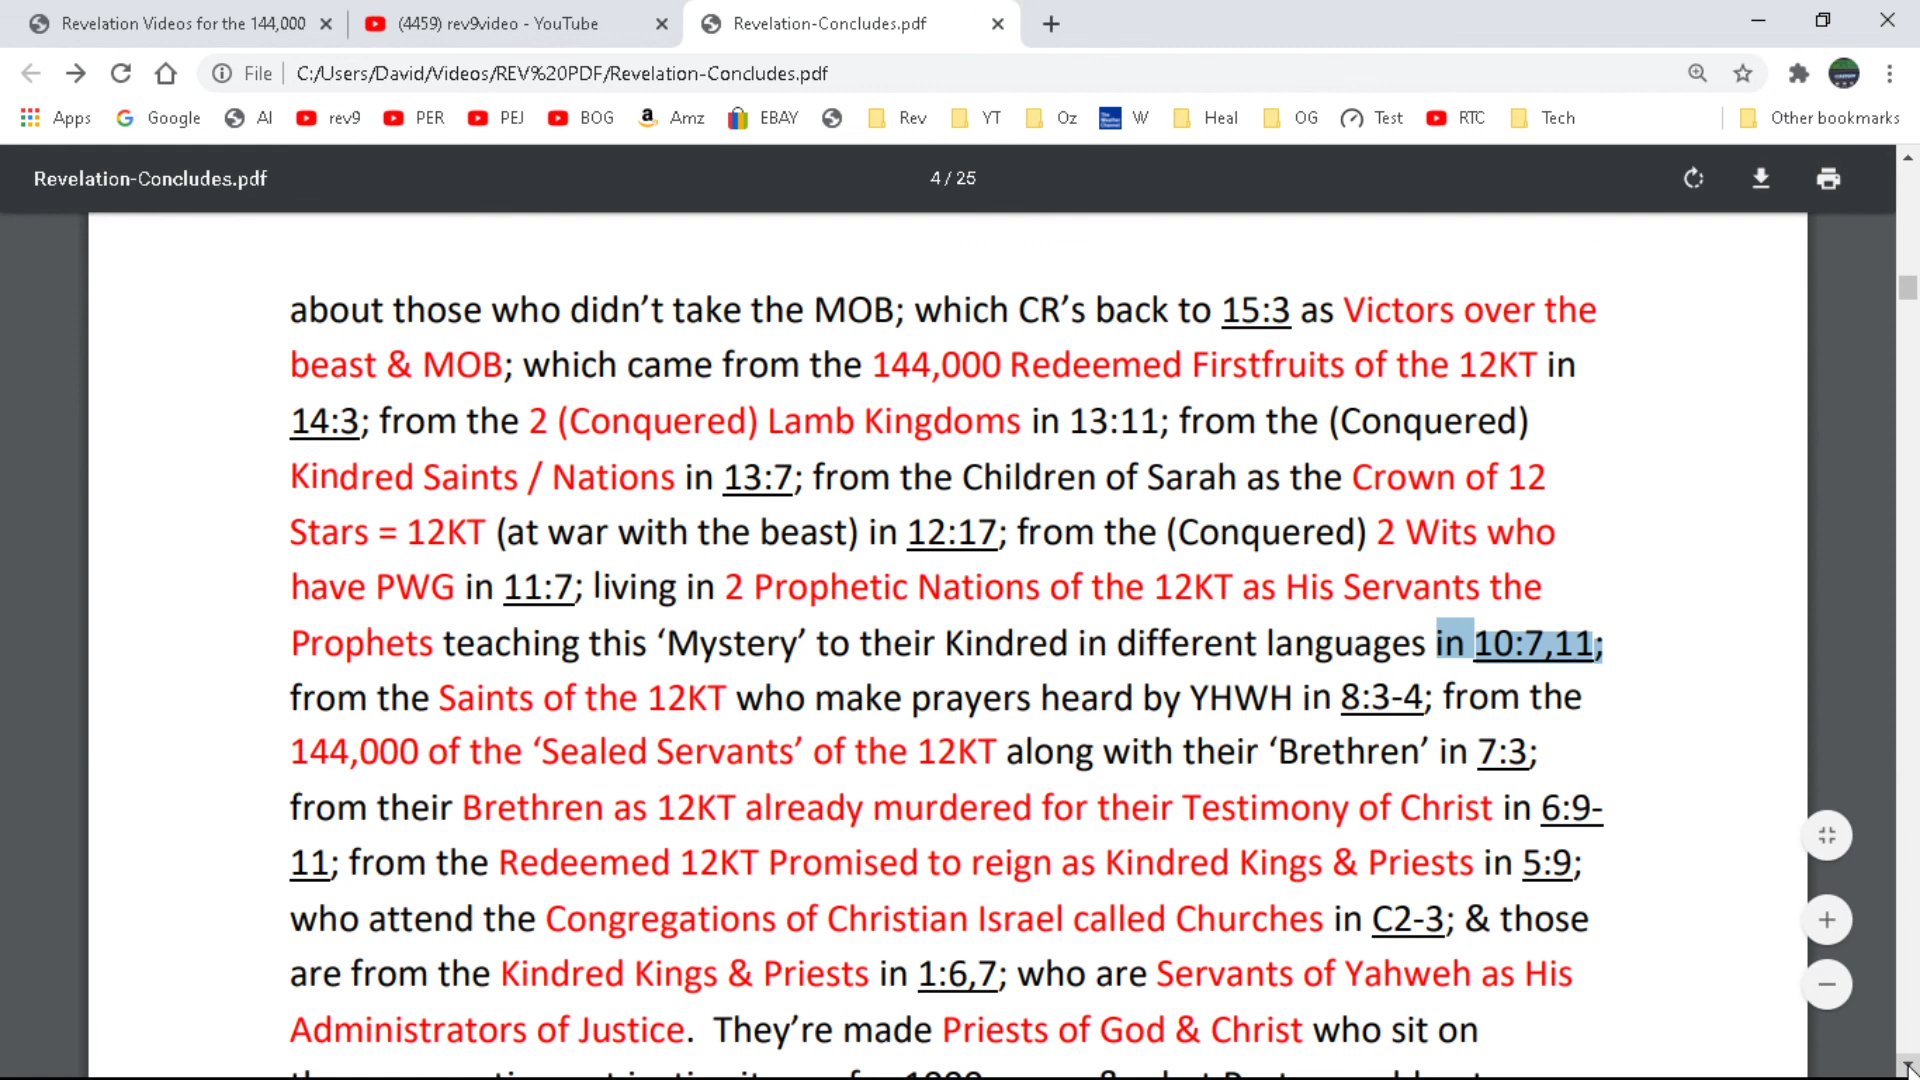 Revelation Videos for the 144,000
(4459) rev9video - YouTube
Revelation-Concludes.pdf
File
C:/Users/David/Videos/REV%20PDF/Revelation-Concludes.pdf
Apps Google AI rev9 PER PEJ BOG Amz EBAY Rev YT Oz W Heal OG Test RTC Tech Other bookmarks
Revelation-Concludes.pdf 4 / 25
about those who didn’t take the MOB; which CR’s back to 15:3 as Victors over the
beast & MOB; which came from the 144,000 Redeemed Firstfruits of the 12KT in
14:3; from the 2 (Conquered) Lamb Kingdoms in 13:11; from the (Conquered)
Kindred Saints / Nations in 13:7; from the Children of Sarah as the Crown of 12
Stars = 12KT (at war with the beast) in 12:17; from the (Conquered) 2 Wits who
have PWG in 11:7; living in 2 Prophetic Nations of the 12KT as His Servants the
Prophets teaching this ‘Mystery’ to their Kindred in different languages in 10:7,11;
from the Saints of the 12KT who make prayers heard by YHWH in 8:3-4; from the
144,000 of the ‘Sealed Servants’ of the 12KT along with their ‘Brethren’ in 7:3;
from their Brethren as 12KT already murdered for their Testimony of Christ in 6:9-
11; from the Redeemed 12KT Promised to reign as Kindred Kings & Priests in 5:9;
who attend the Congregations of Christian Israel called Churches in C2-3; & those
are from the Kindred Kings & Priests in 1:6,7; who are Servants of Yahweh as His
Administrators of Justice. They’re made Priests of God & Christ who sit on